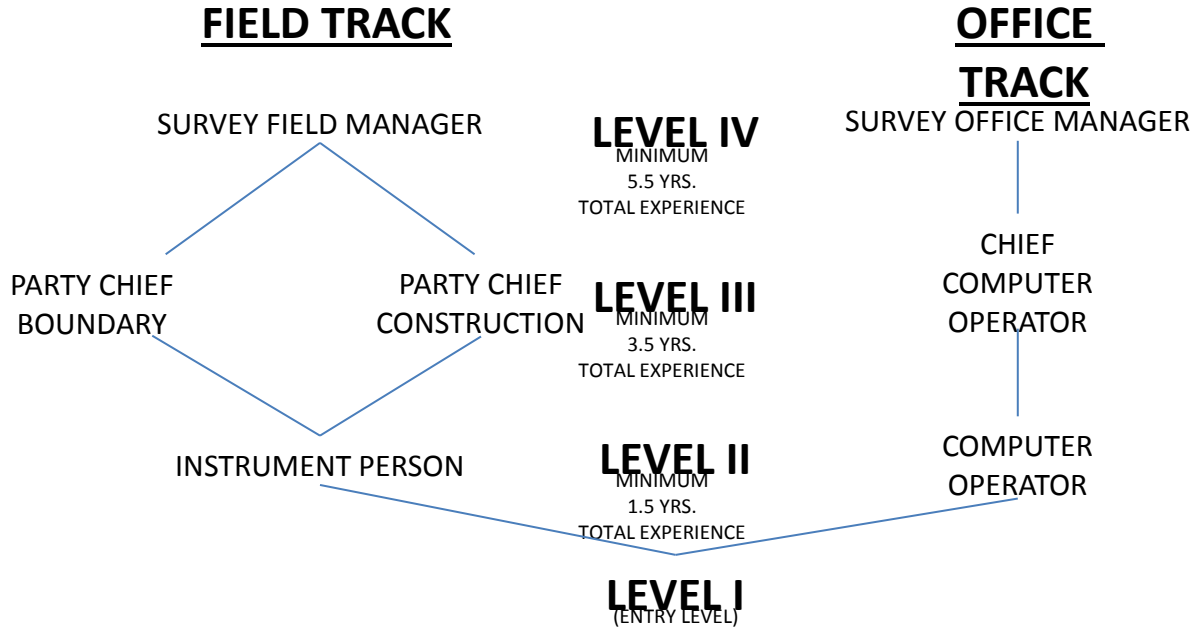 FIELD TRACK
OFFICE
TRACK
SURVEY FIELD MANAGER
LEVEL IV
MINIMUM
5.5 YRS.
TOTAL EXPERIENCE
SURVEY OFFICE MANAGER
PARTY CHIEF
BOUNDARY
PARTY CHIEF
CONSTRUCTION
LEVEL III
MINIMUM
3.5 YRS.
TOTAL EXPERIENCE
CHIEF
COMPUTER
OPERATOR
INSTRUMENT PERSON
LEVEL II
MINIMUM
1.5 YRS.
TOTAL EXPERIENCE
COMPUTER
OPERATOR
LEVEL I
(ENTRY LEVEL)